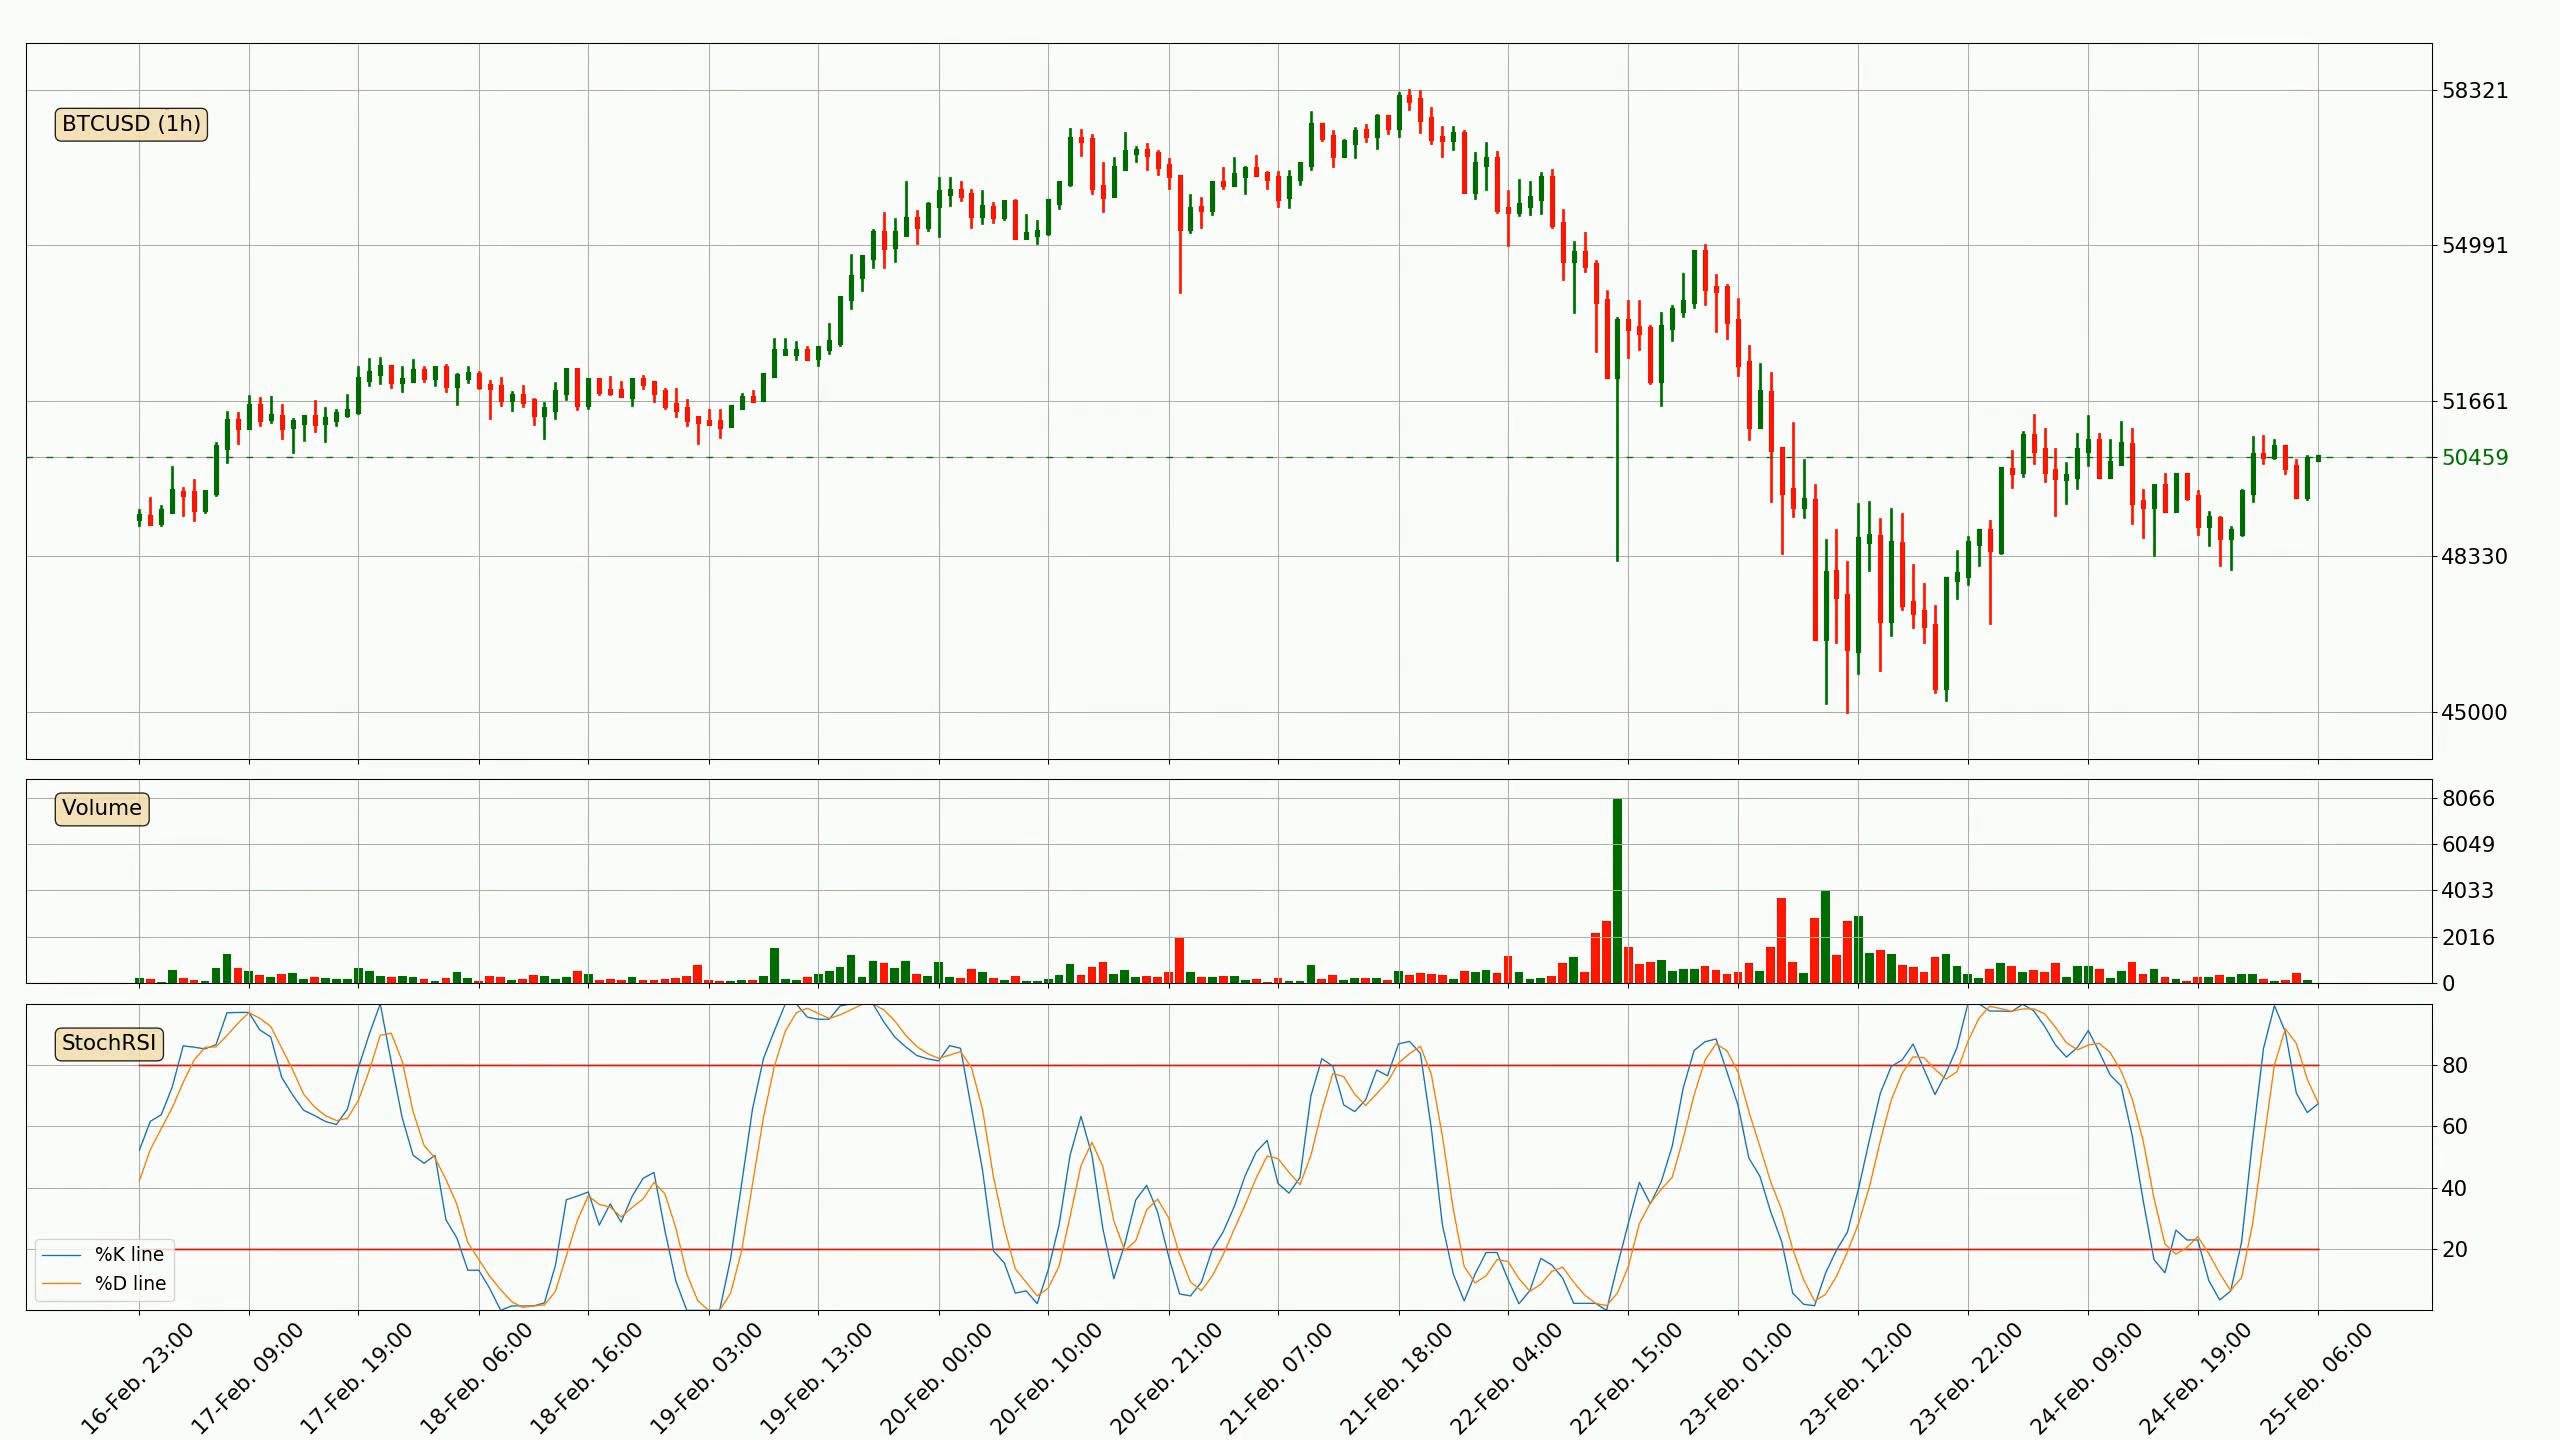 BTCUSD (1h)
58321
54991
51661
50459
48330
45000
Volume
8066
6049
4033
2016
0
StochRSI
80
60
40
20
%K line
%D line
16-Feb. 23:00
17-Feb. 09:00
17-Feb. 19:00
18-Feb. 06:00
18-Feb. 16:00
19-Feb. 03:00
19-Feb. 13:00
20-Feb. 00:00
20-Feb. 10:00
20-Feb. 21:00
21-Feb. 07:00
21-Feb. 18:00
22-Feb. 04:00
22-Feb. 15:00
23-Feb. 01:00
23-Feb. 12:00
23-Feb. 22:00
24-Feb. 09:00
24-Feb. 19:00
25-Feb. 06:00